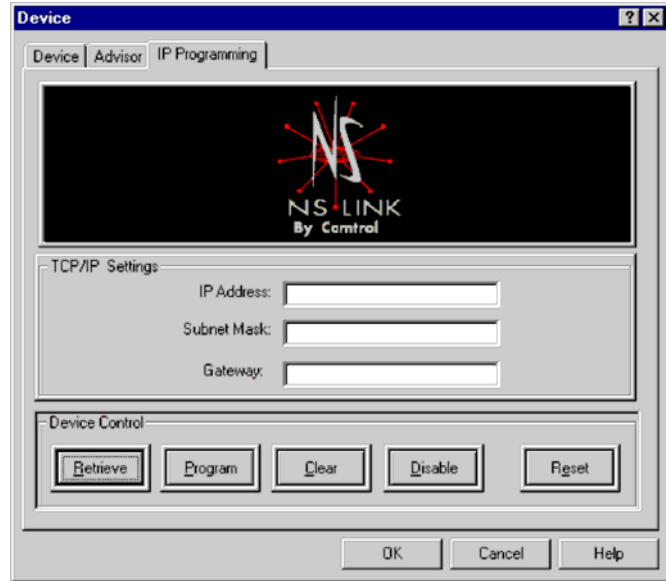 Device
Device Advisor IP Programming
NS
NS LINK
By Comtrol
TCP/IP Settings
IP Address:
Subnet Mask:
Gateway:
Device Control
Retrieve Program Clear Disable Reset
OK Cancel Help